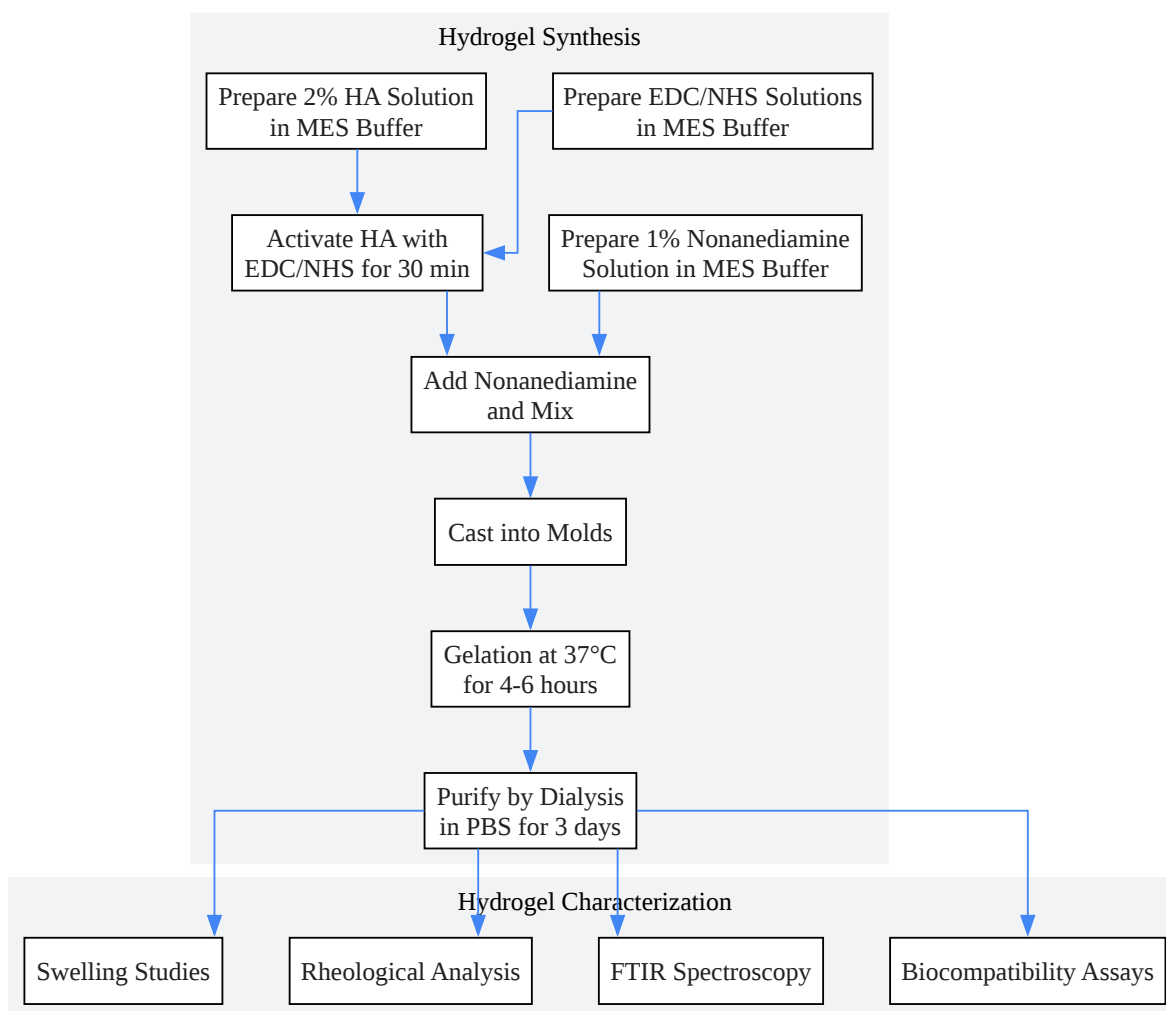 Hydrogel Synthesis
Prepare 2% HA Solution
in MES Buffer
Prepare EDC/NHS Solutions
in MES Buffer
Activate HA with
EDC/NHS for 30 min
Prepare 1% Nonanediamine
Solution in MES Buffer
Add Nonanediamine
and Mix
Cast into Molds
Gelation at 37°C
for 4-6 hours
Purify by Dialysis
in PBS for 3 days
Hydrogel Characterization
Swelling Studies
Rheological Analysis
FTIR Spectroscopy
Biocompatibility Assays